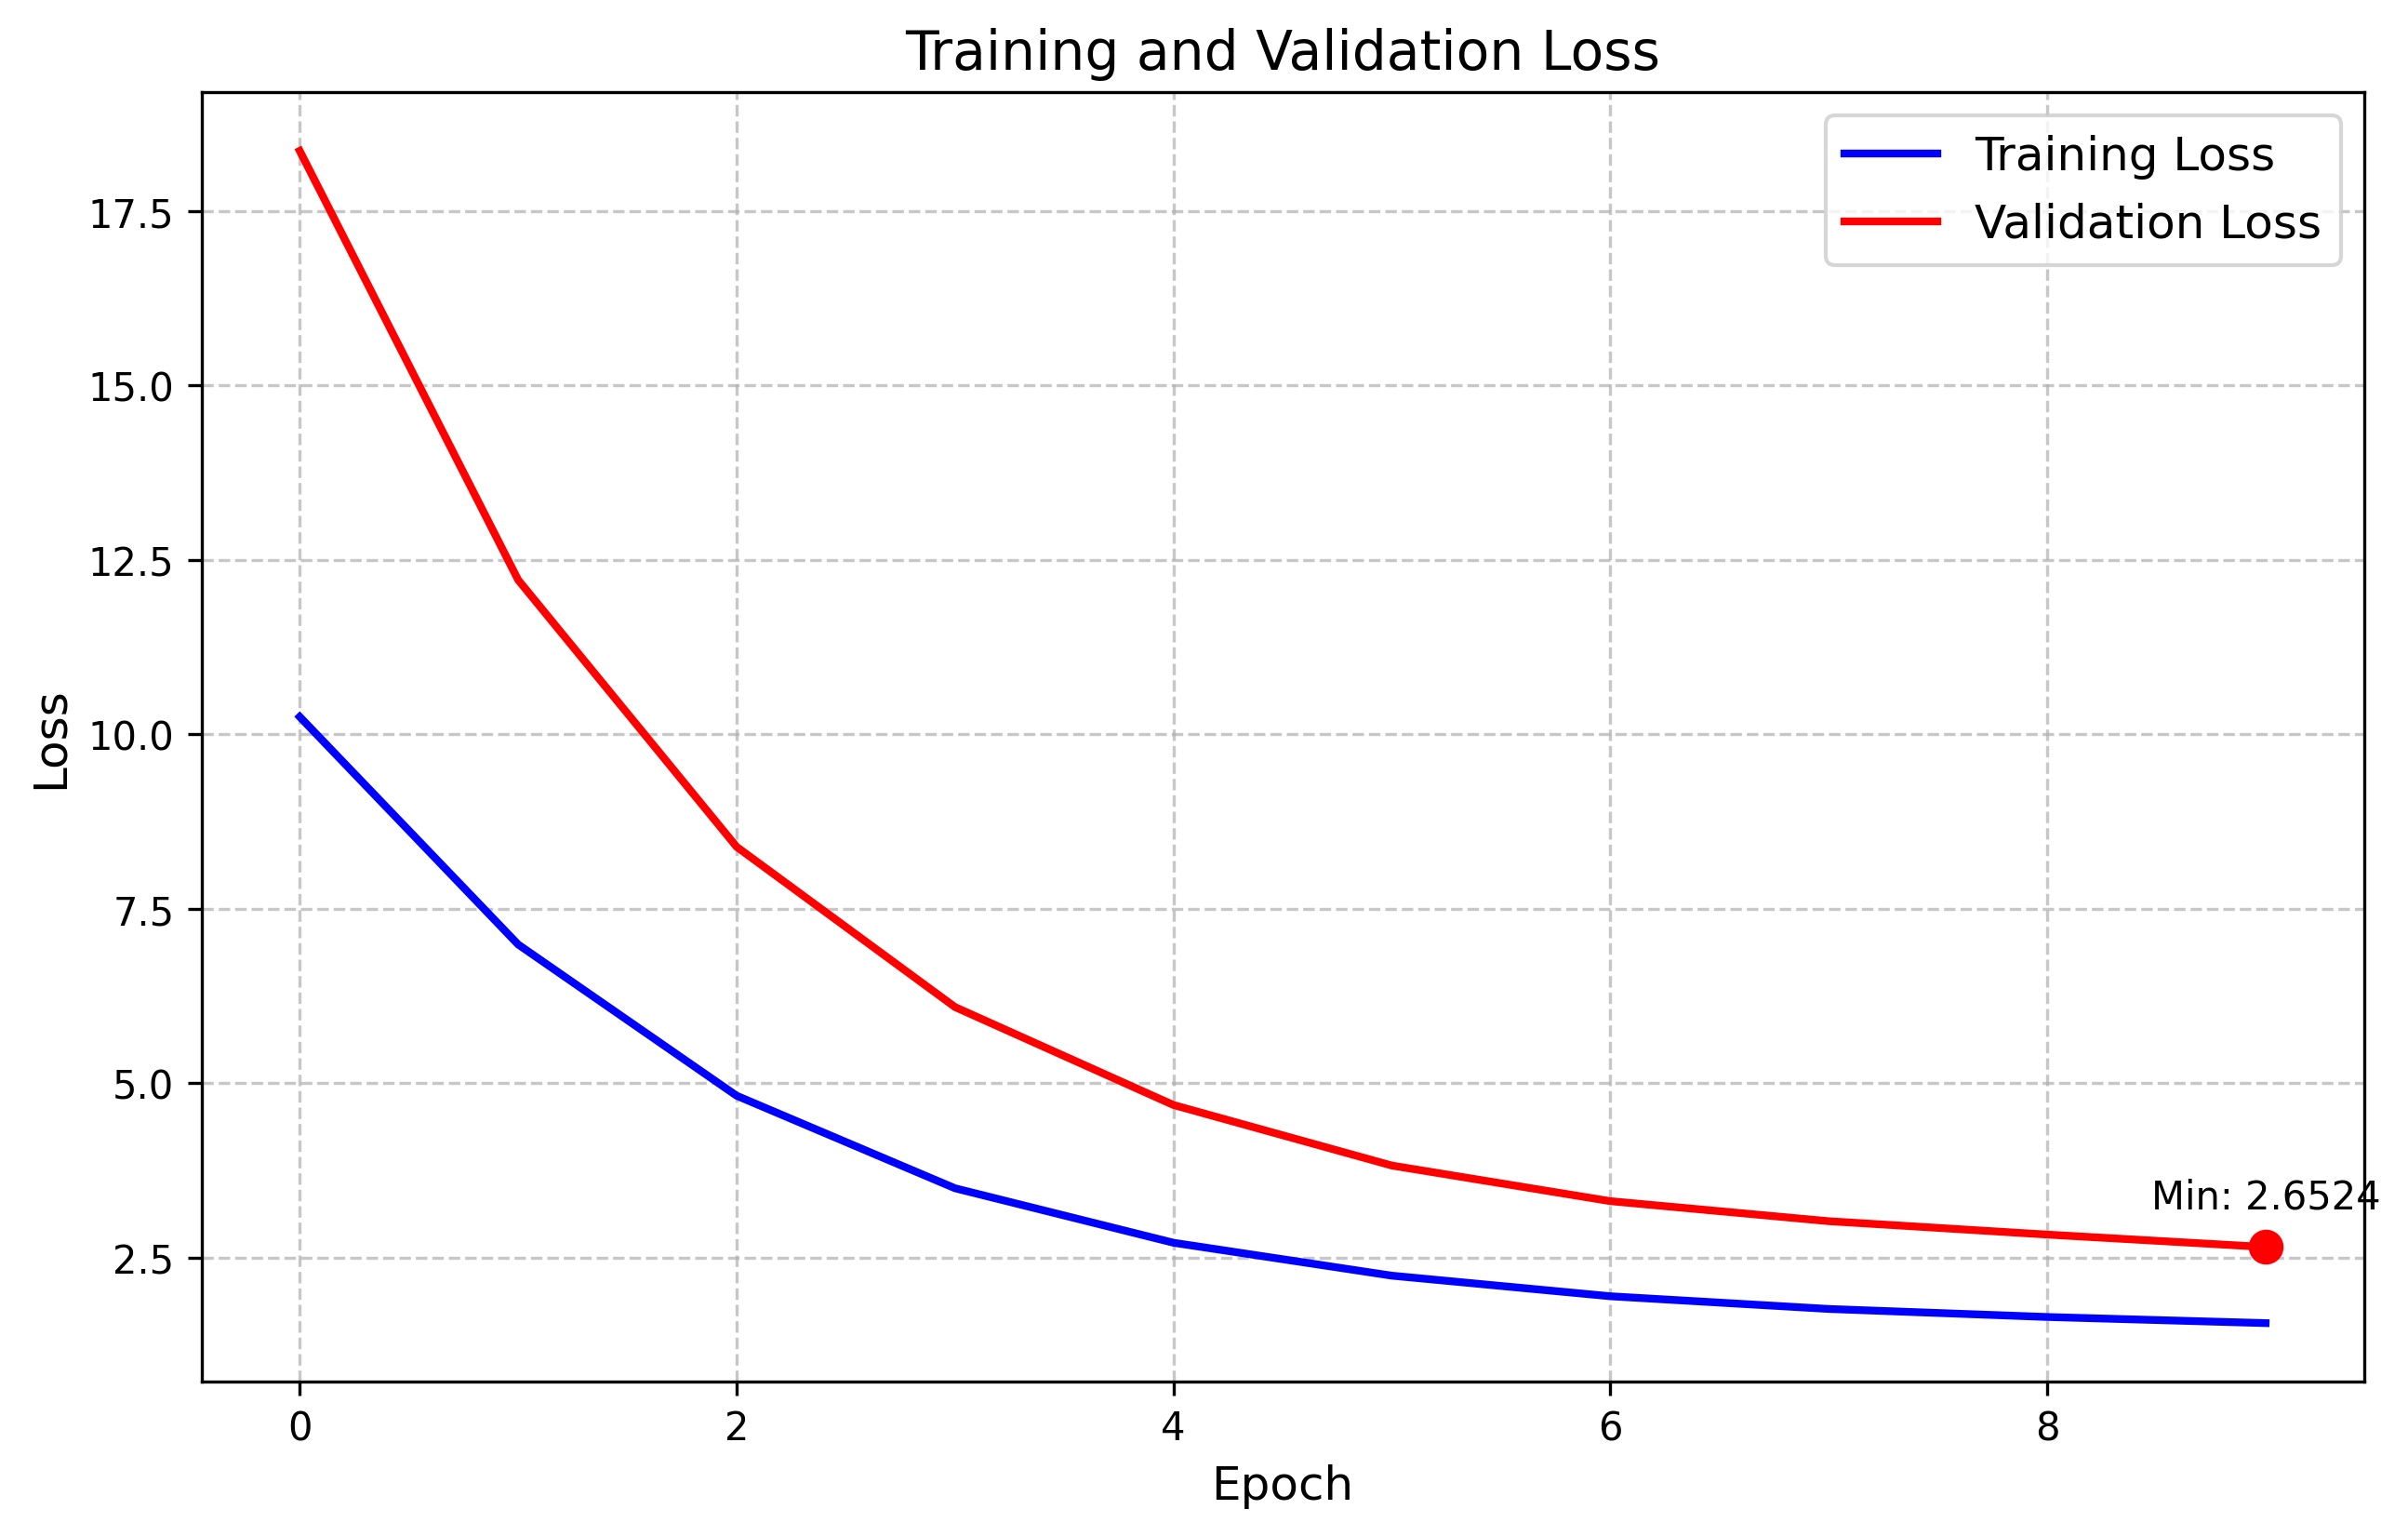 Training and Validation Loss
Training Loss
Validation Loss
17.5
15.0
12.5
10.0
7.5
5.0
2.5
Loss
Min: 2.6524
0 2 4 6 8
Epoch